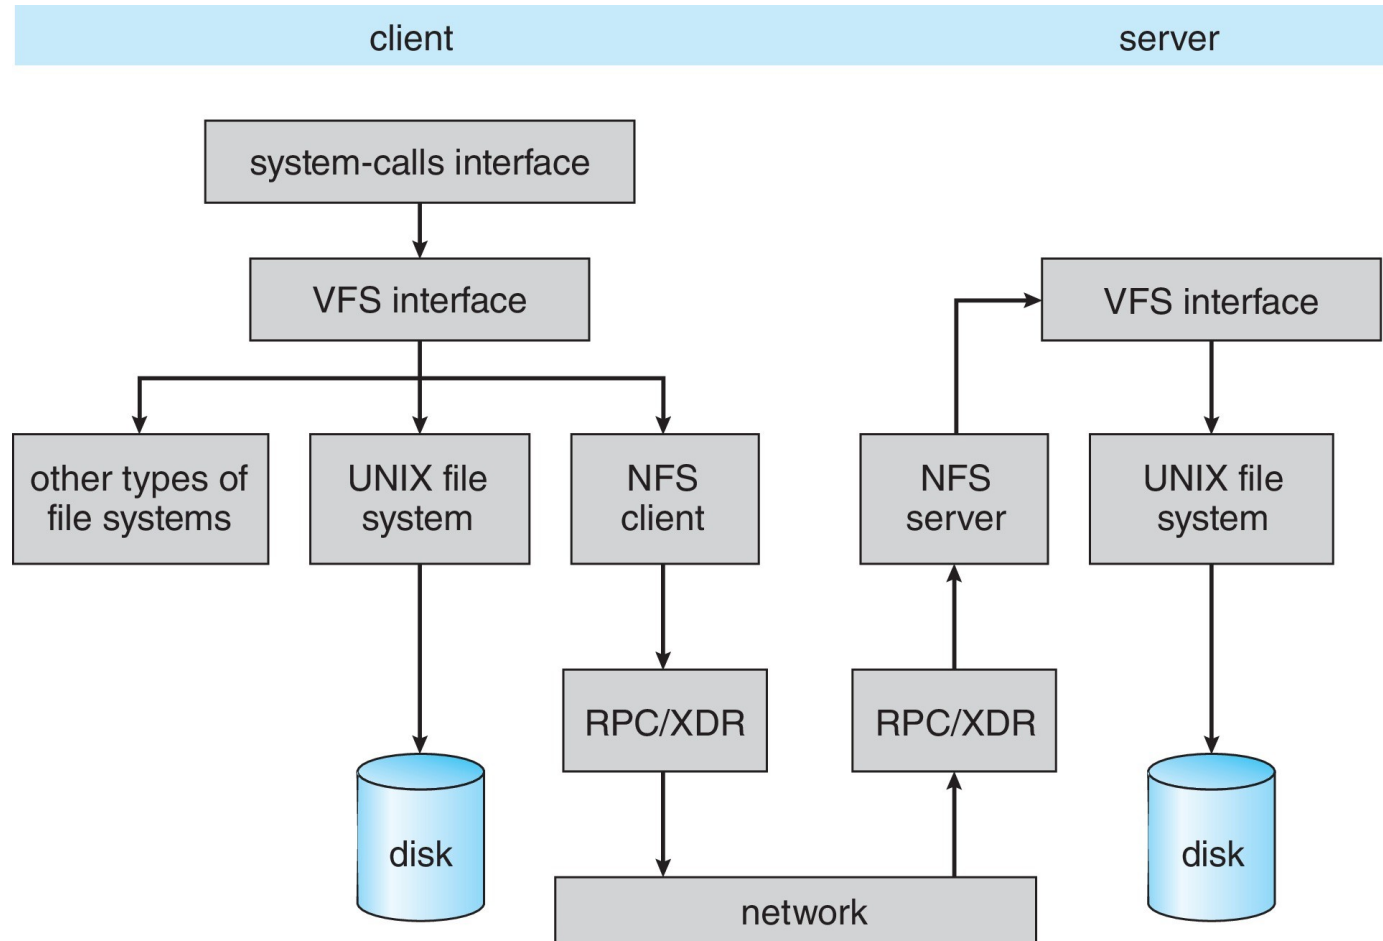 client
server
system-calls interface
VFS interface
VFS interface
other types of
file systems
UNIX file
system
NFS
client
NFS
server
UNIX file
system
RPC/XDR
RPC/XDR
disk
disk
network